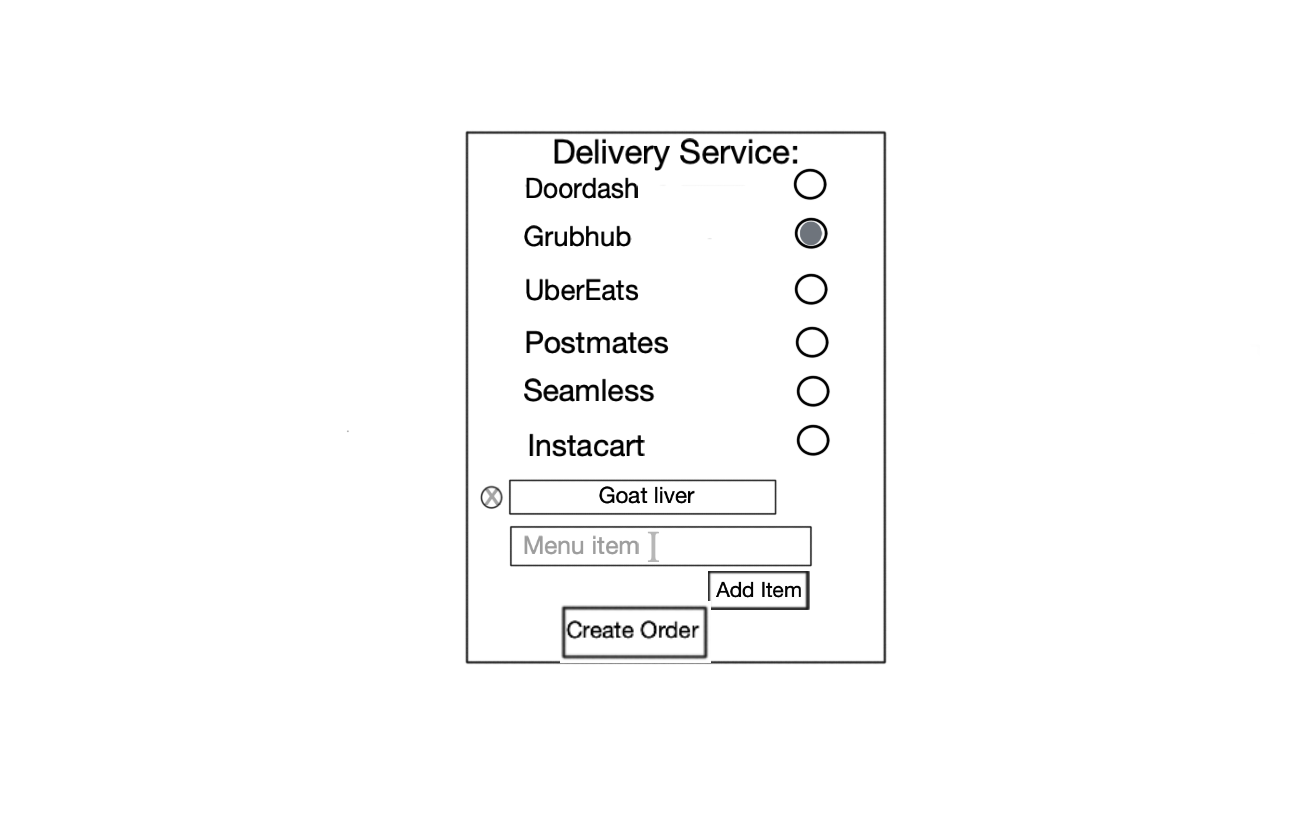 Delivery Service:
Doordash
Grubhub
UberEats
Postmates
Seamless
Instacart
Goat liver
Menu item
Add Item
Create Order